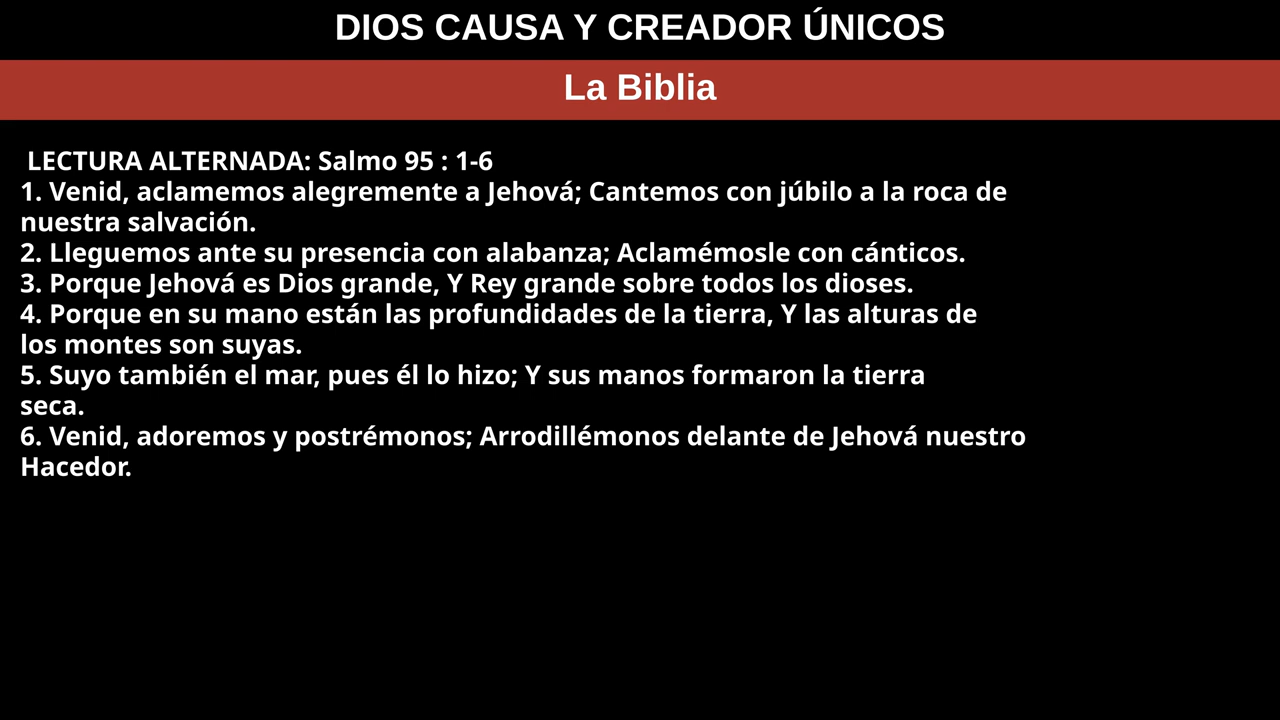 DIOS CAUSA Y CREADOR ÚNICOS
La Biblia
LECTURA ALTERNADA: Salmo 95 : 1-6
1. Venid, aclamemos alegremente a Jehová; Cantemos con júbilo a la roca de
nuestra salvación.
2. Lleguemos ante su presencia con alabanza; Aclamémosle con cánticos.
3. Porque Jehová es Dios grande, Y Rey grande sobre todos los dioses.
4. Porque en su mano están las profundidades de la tierra, Y las alturas de
los montes son suyas.
5. Suyo también el mar, pues él lo hizo; Y sus manos formaron la tierra
seca.
6. Venid, adoremos y postrémonos; Arrodillémonos delante de Jehová nuestro
Hacedor.